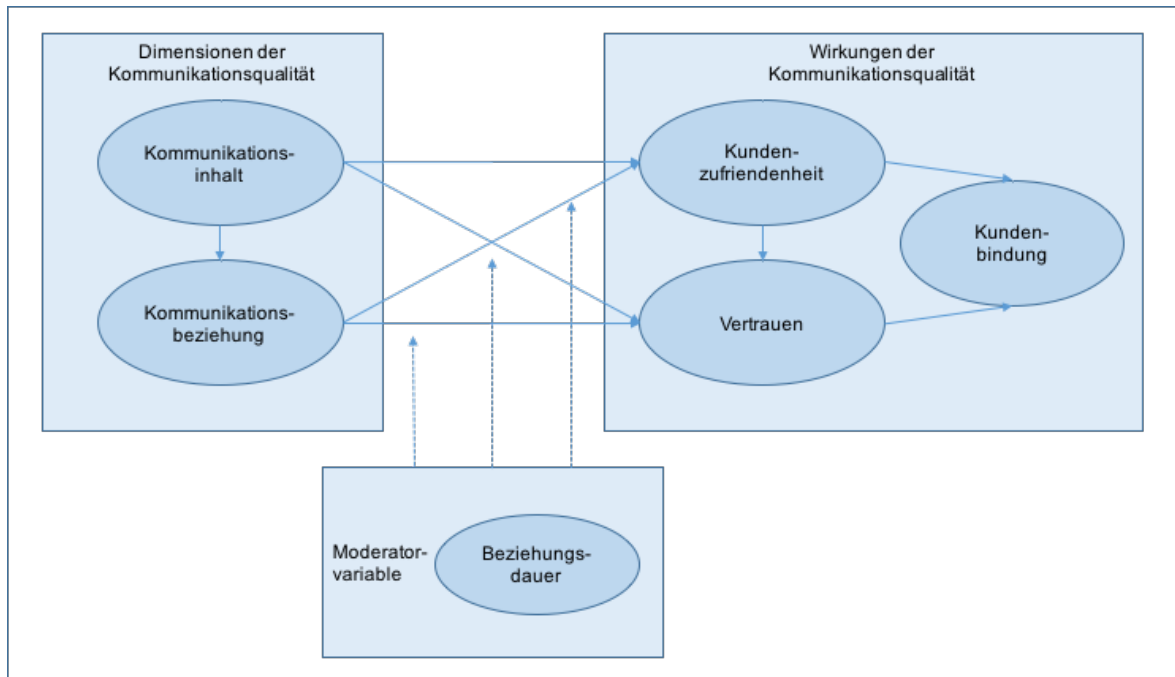 Dimensionen der
Kommunikationsqualität
Kommunikations-
inhalt
Kommunikations-
beziehung
Wirkungen der
Kommunikationsqualität
Kunden-
zufriendenheit
Kunden-
bindung
Vertrauen
Moderator-
variable
Beziehungs-
dauer